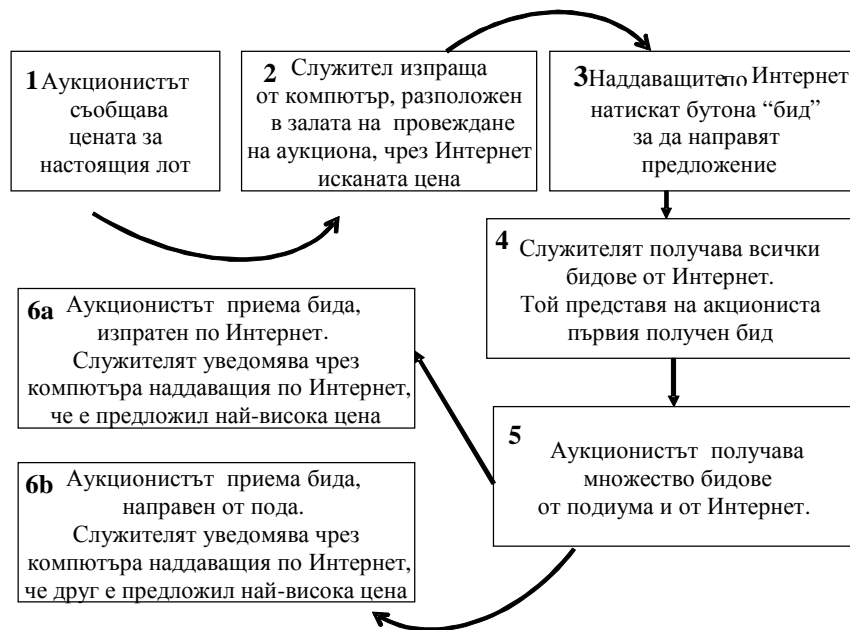 1 Аукционистът
съобщава
цената за
настоящия лот
2 Служител изпраща
от компютър, разположен
в залата на провеждане
на аукциона, чрез Интернет
исканата цена
3 Наддаващите по Интернет
натискат бутона “бид”
за да направят
предложение
4 Служителят получава всички
бидове от Интернет.
Той представя на акциониста
първия получен бид
5 Аукционистът получава
множество бидове
от подиума и от Интернет.
6a Аукционистът приема бида,
изпратен по Интернет.
Служителят уведомява чрез
компютъра наддаващия по Интернет,
че е предложил най-висока цена
6b Аукционистът приема бида,
направен от пода.
Служителят уведомява чрез
компютъра наддаващия по Интернет,
че друг е предложил най-висока цена